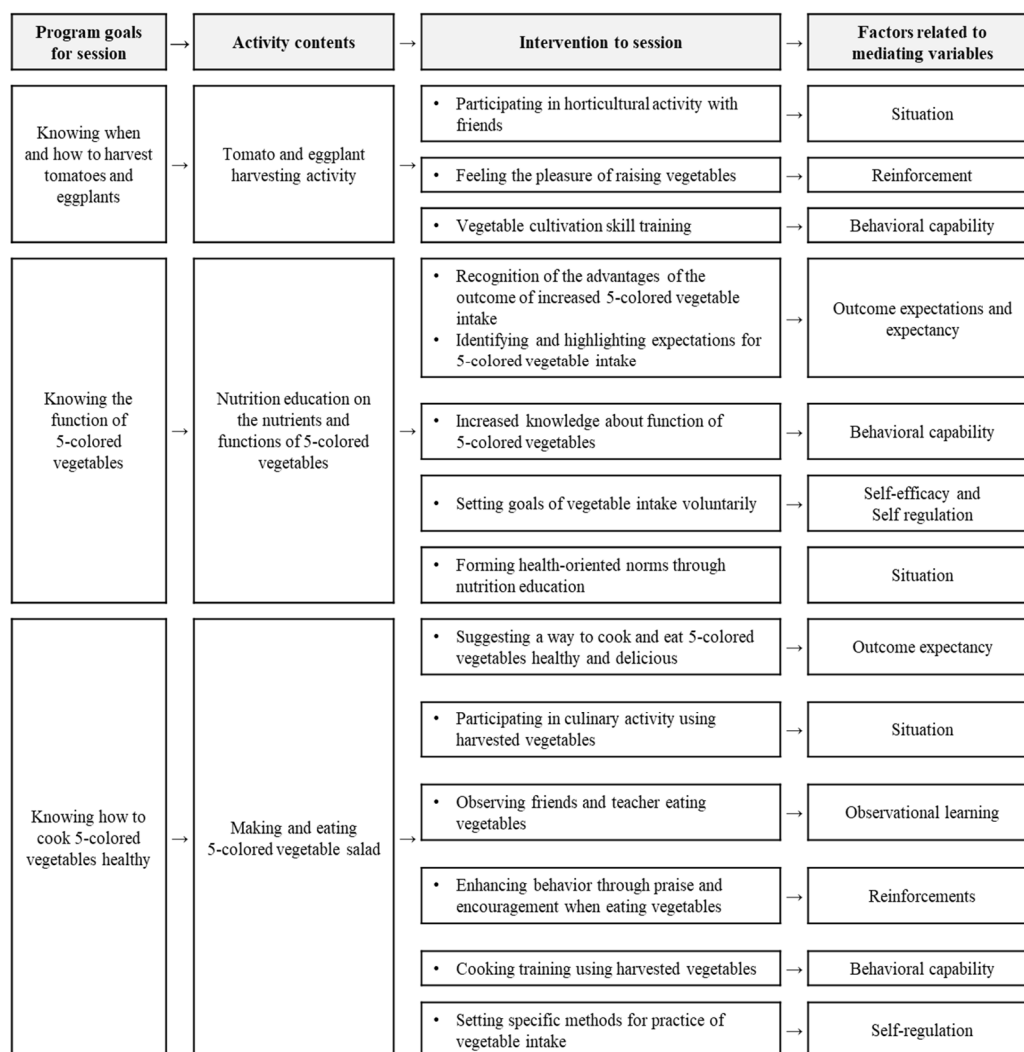 Program goals
for session
→
Activity contents
→
Intervention to session
→
Factors related to
mediating variables
Knowing when
and how to harvest
tomatoes and
eggplants
→
Tomato and eggplant
harvesting activity
→
• Participating in horticultural activity with
friends
→
Situation
• Feeling the pleasure of raising vegetables
→
Reinforcement
• Vegetable cultivation skill training
→
Behavioral capability
Knowing the
function of
5-colored
vegetables
→
Nutrition education on
the nutrients and
functions of 5-colored
vegetables
→
• Recognition of the advantages of the
outcome of increased 5-colored vegetable
intake
• Identifying and highlighting expectations for
5-colored vegetable intake
→
Outcome expectations and
expectancy
• Increased knowledge about function of
5-colored vegetables
→
Behavioral capability
• Setting goals of vegetable intake voluntarily
→
Self-efficacy and
Self regulation
• Forming health-oriented norms through
nutrition education
→
Situation
Knowing how to
cook 5-colored
vegetables healthy
→
Making and eating
5-colored vegetable salad
→
• Suggesting a way to cook and eat 5-colored
vegetables healthy and delicious
→
Outcome expectancy
• Participating in culinary activity using
harvested vegetables
→
Situation
• Observing friends and teacher eating
vegetables
→
Observational learning
• Enhancing behavior through praise and
encouragement when eating vegetables
→
Reinforcements
• Cooking training using harvested vegetables
→
Behavioral capability
• Setting specific methods for practice of
vegetable intake
→
Self-regulation